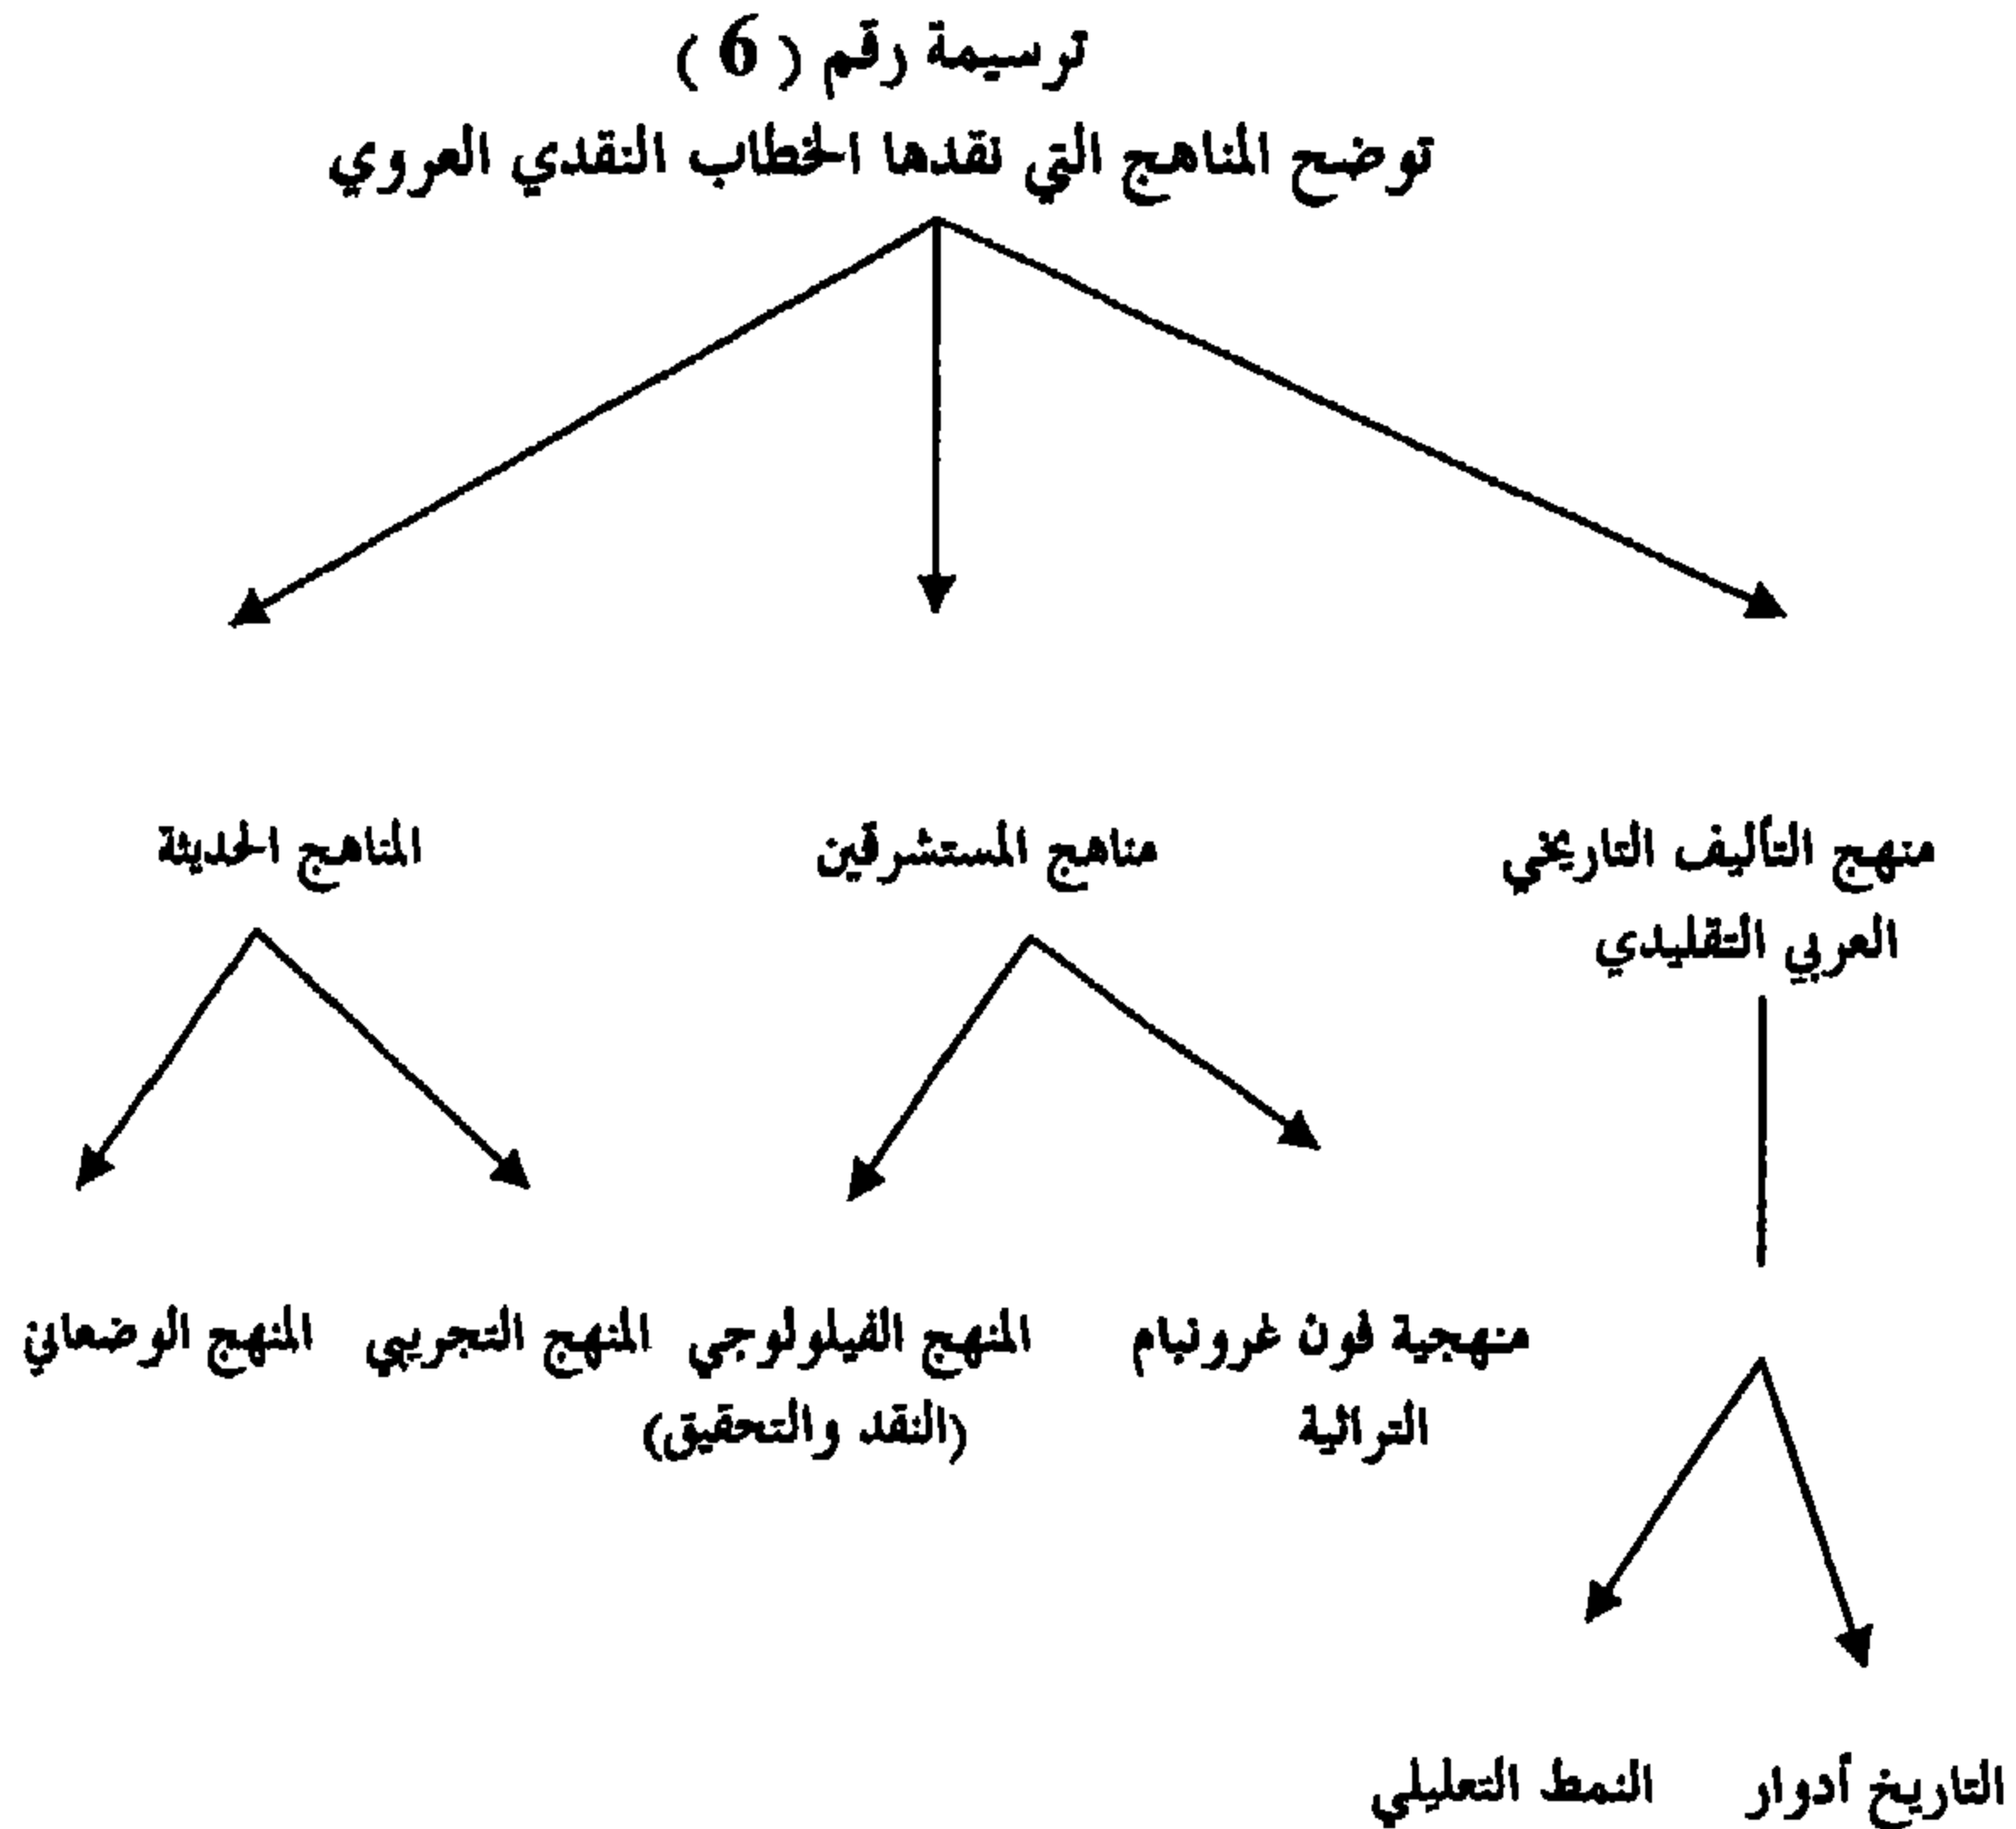 ترسيمة رقم ( 6 )
توضح المناهج التي نقدها الخطاب النقدي العروي
منهج التأليف التاريخي
العربي التقليدي
مناهج المستشرقين
المناهج الحديثة
منهجية فون غرونبام
التراثية
المنهج الفيلولوجي
(النقد والتحقيق)
المنهج التجريبي
المنهج الوضعاني
التاريخ أدوار
النمط التعليلي